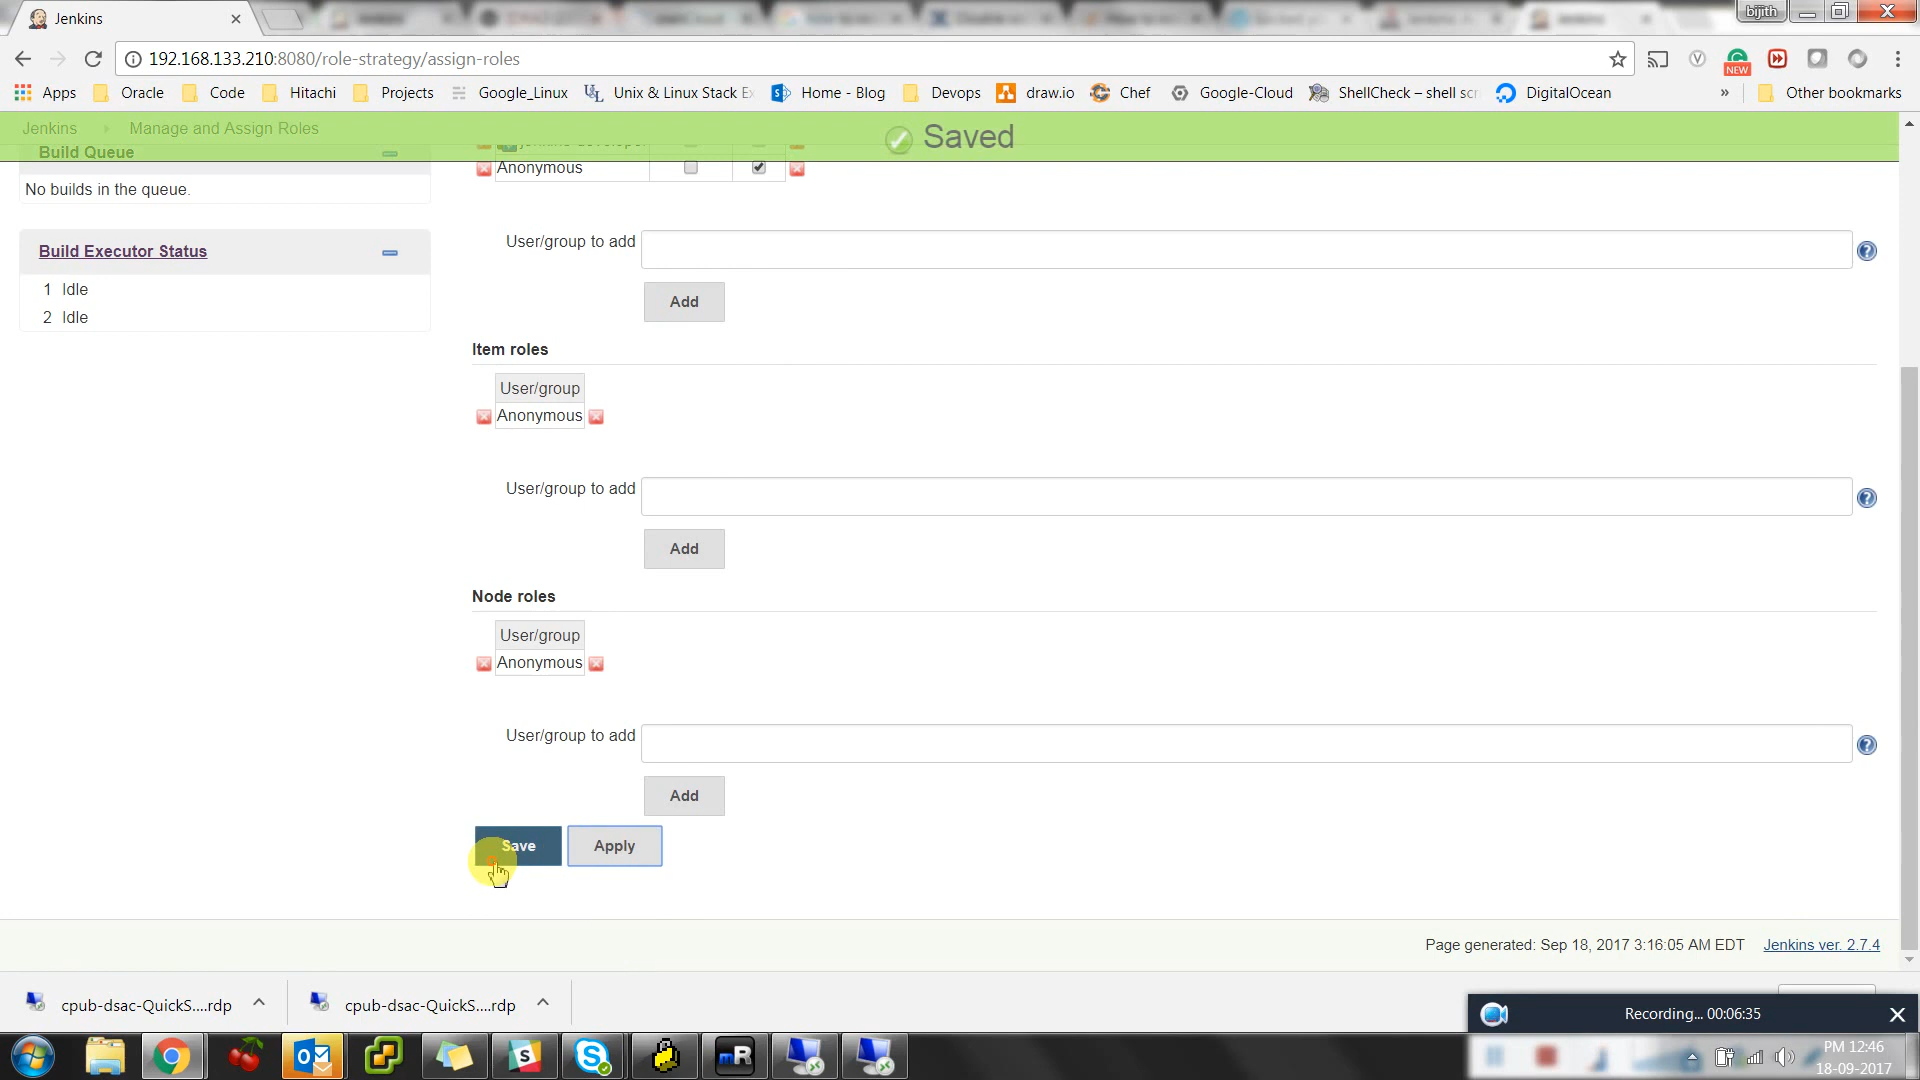 Jenkins
bijith
192.168.133.210:8080/role-strategy/assign-roles
NEW
Apps
Oracle
Code
Hitachi
Projects
Google_Linux
Unix & Linux Stack Ex
Home - Blog
Devops
draw.io
Chef
Google-Cloud
ShellCheck – shell scr
DigitalOcean
»
Other bookmarks
Jenkins
Manage and Assign Roles
Saved
Build Queue
No builds in the queue.
Anonymous
Build Executor Status
1 Idle
2 Idle
User/group to add
Add
Item roles
User/group
Anonymous
User/group to add
Add
Node roles
User/group
Anonymous
User/group to add
Add
Save
Apply
Page generated: Sep 18, 2017 3:16:05 AM EDT
Jenkins ver. 2.7.4
cpub-dsac-QuickS....rdp
cpub-dsac-QuickS....rdp
Recording... 00:06:35
PM 12:46
18-09-2017